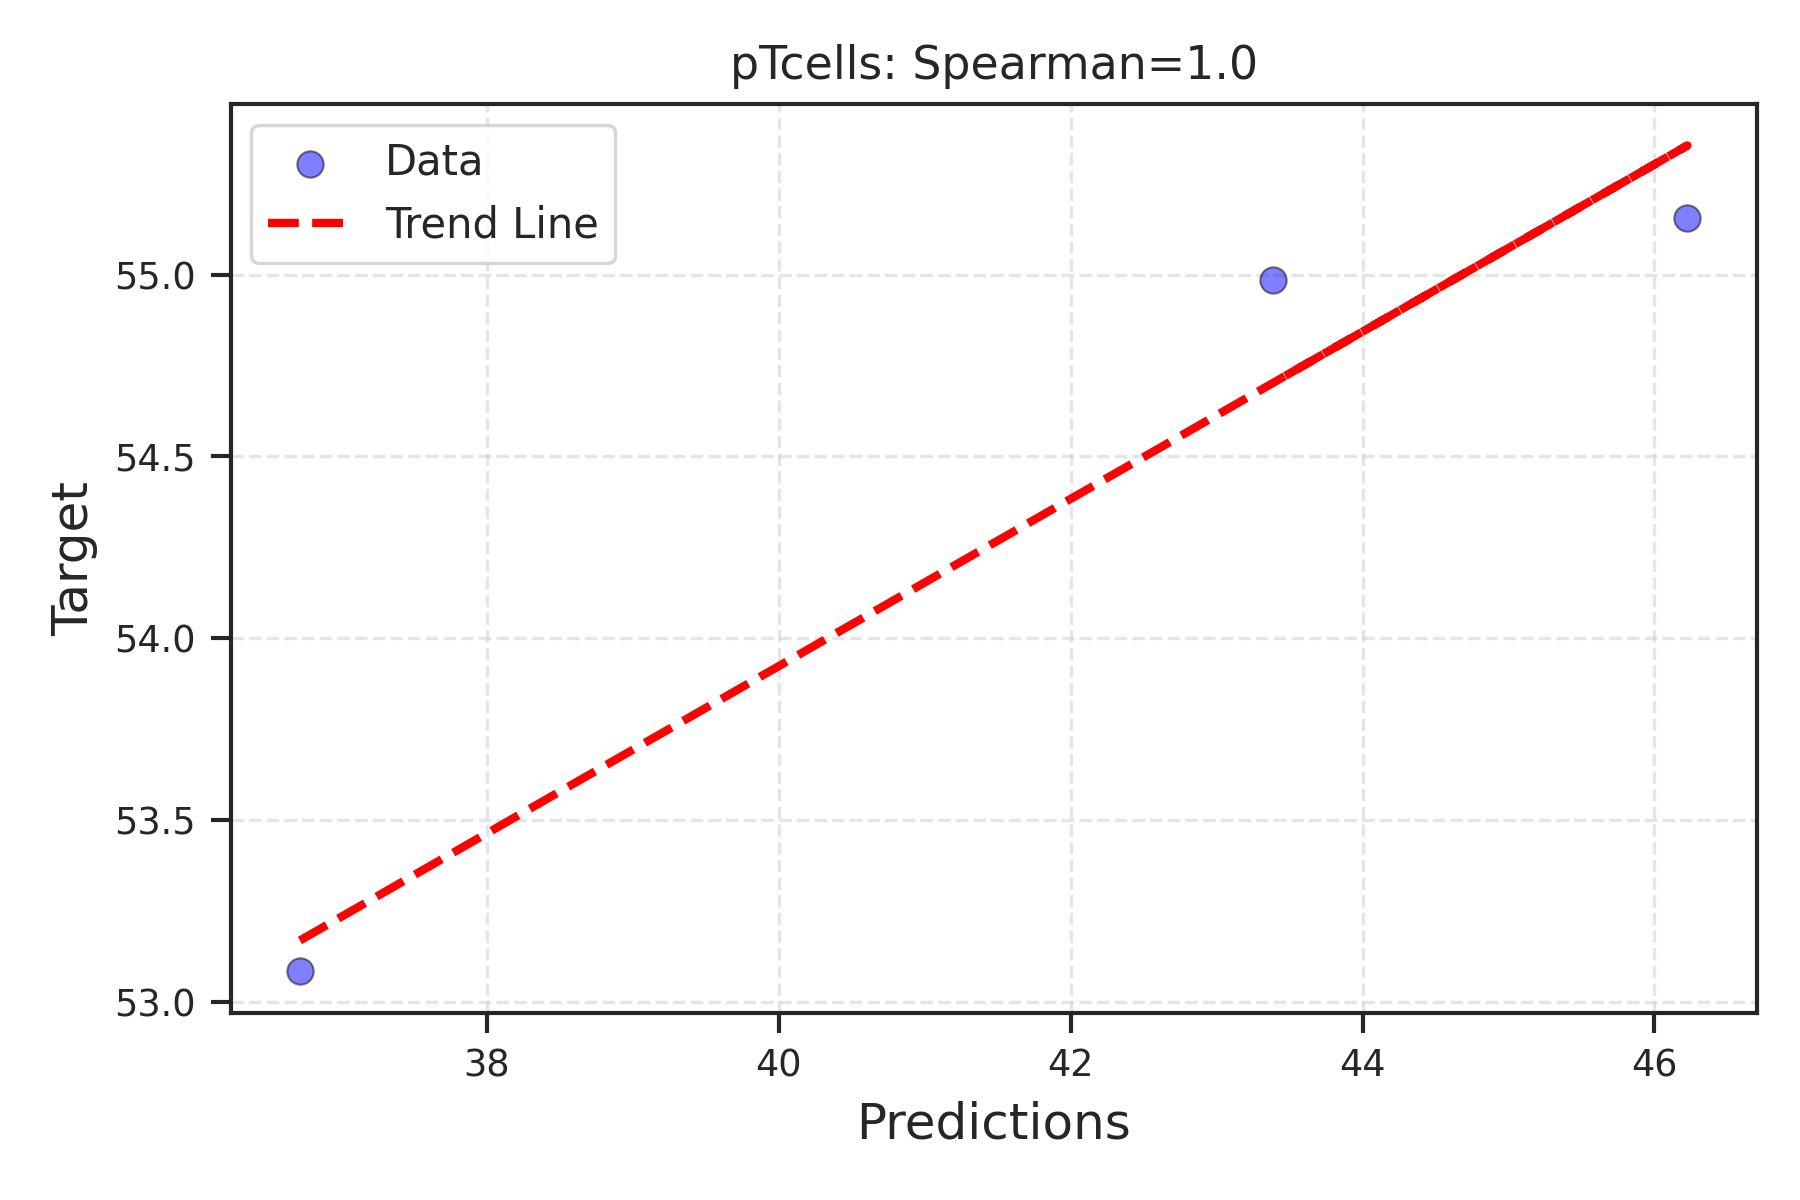 pTcells: Spearman=1.0
Data
Trend Line
55.0
54.5
54.0
53.5
53.0
Target
38 40 42 44 46
Predictions